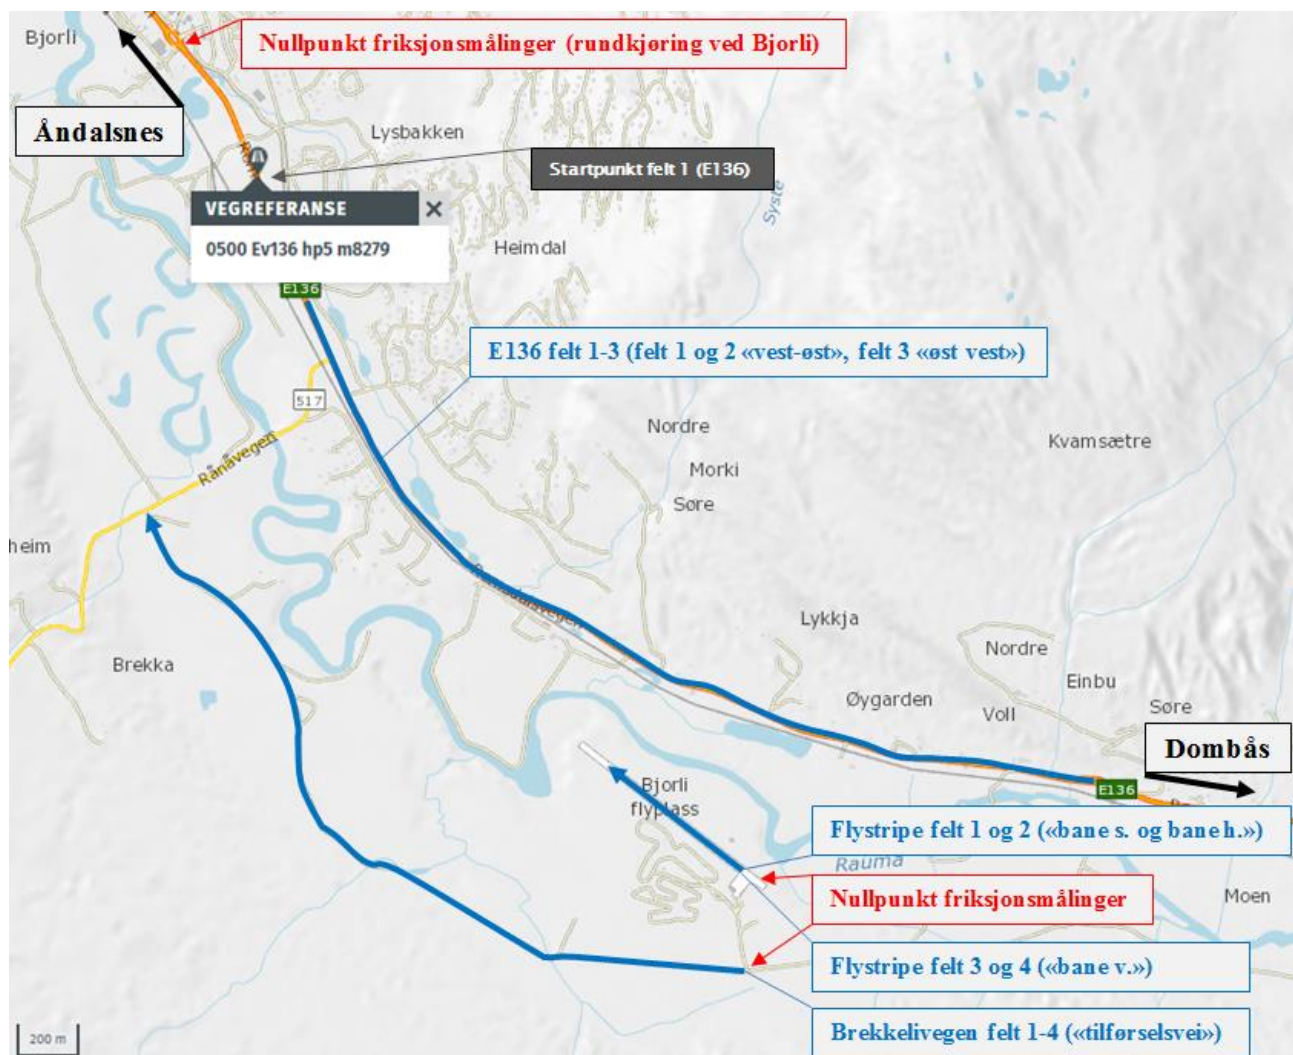 Bjorli
Nullpunkt friksjonsmålinger (rundkjøring ved Bjorli)
Åndalsnes
Lysbakken
Startpunkt felt 1 (E136)
VEGREFERANSE
0500 Ev136 hp5 m8279
Syste
Heimdal
E136
E136 felt 1-3 (felt 1 og 2 «vest-øst», felt 3 «øst vest»)
517
Rånåvegen
Nordre
Kvamsætre
Morki
Søre
heim
Romsdalsvegen
Lykkja
Nordre
Brekka
Einbu
Øygarden
Voll
Søre
Dombås
Bjorli
flyplass
E136
Flystripe felt 1 og 2 («bane s. og bane h.»)
Rauma
Nullpunkt friksjonsmålinger
Moen
Flystripe felt 3 og 4 («bane v.»)
Brekkelivegen felt 1-4 («tilførselsvei»)
200 m